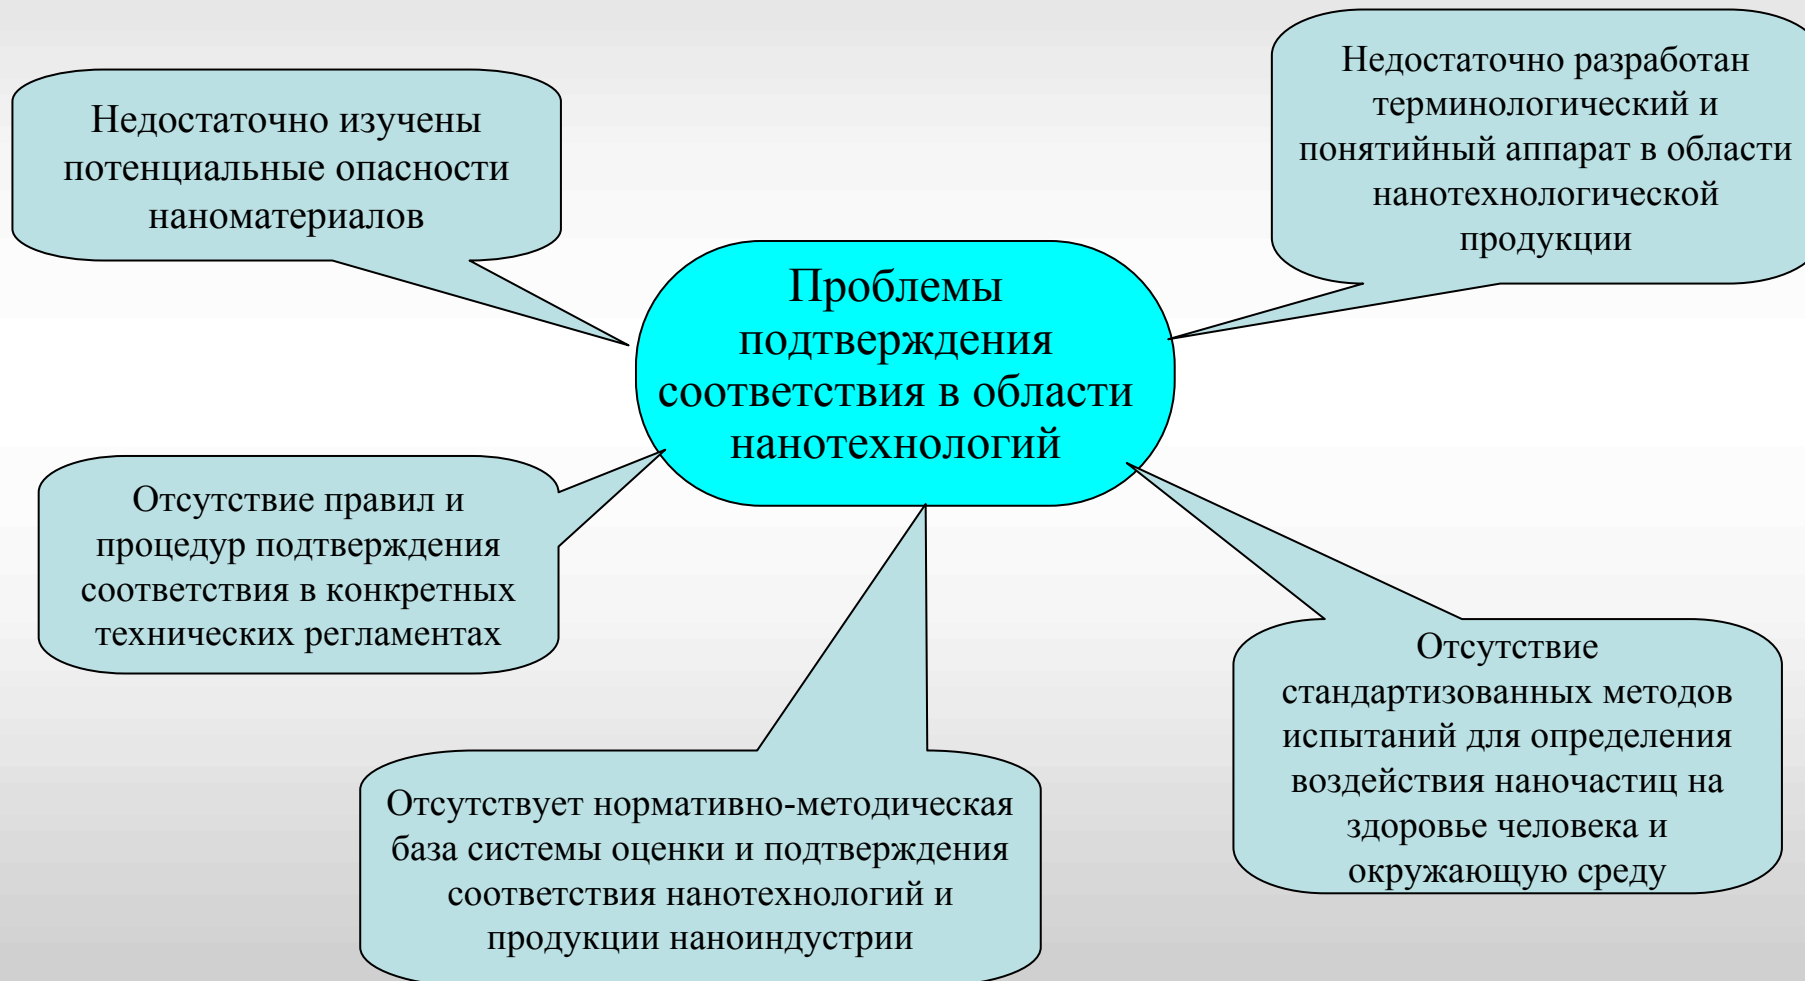 Недостаточно изучены
потенциальные опасности
наноматериалов
Недостаточно разработан
терминологический и
понятийный аппарат в области
нанотехнологической
продукции
Проблемы
подтверждения
соответствия в области
нанотехнологий
Отсутствие правил и
процедур подтверждения
соответствия в конкретных
технических регламентах
Отсутствует нормативно-методическая
база системы оценки и подтверждения
соответствия нанотехнологий и
продукции наноиндустрии
Отсутствие
стандартизованных методов
испытаний для определения
воздействия наночастиц на
здоровье человека и
окружающую среду